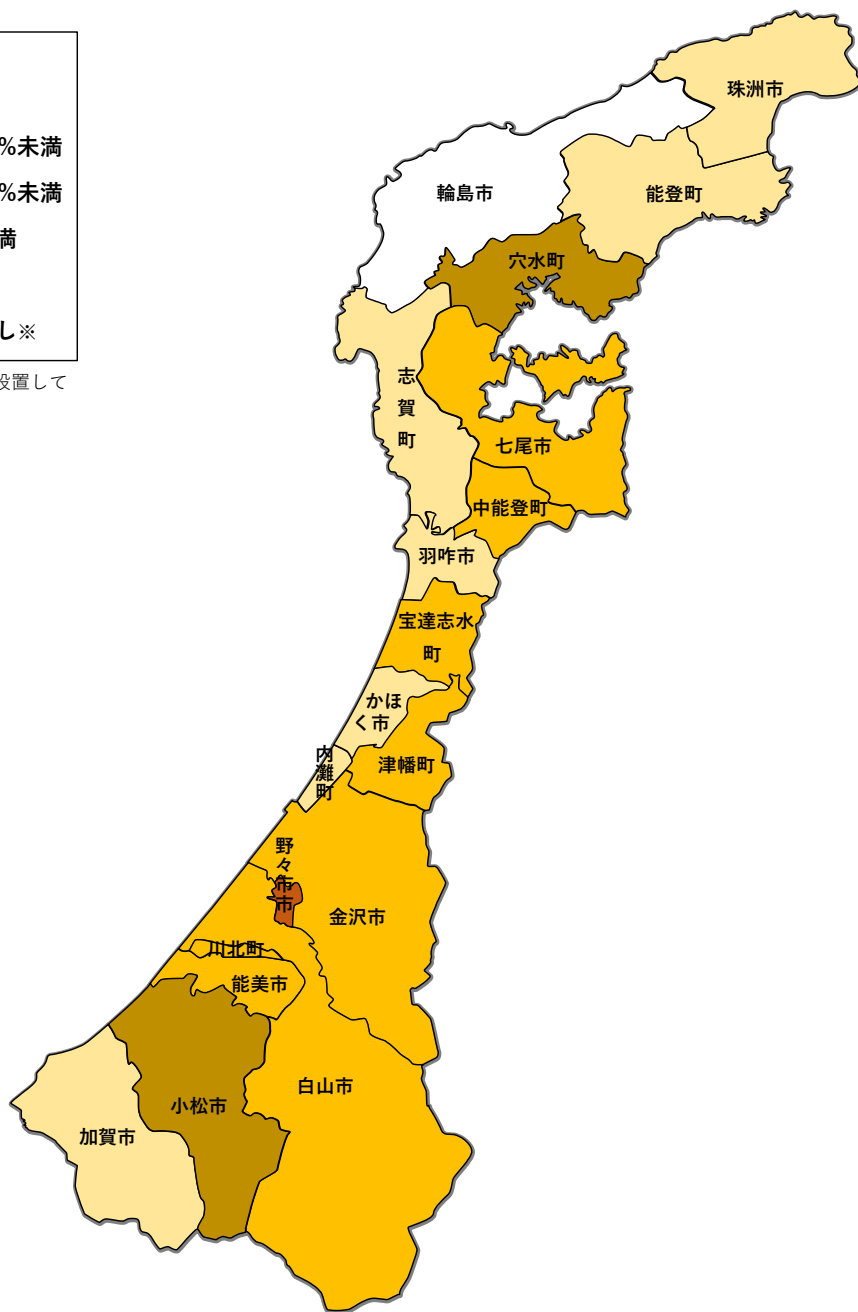 %未満
%未満
満
し※
設置して
珠洲市
輪島市
能登町
穴水町
志
賀
町
七尾市
中能登町
羽咋市
宝達志水
町
かほ
く市
内
灘
町
津幡町
野
々
市
市
金沢市
川北町
能美市
白山市
小松市
加賀市